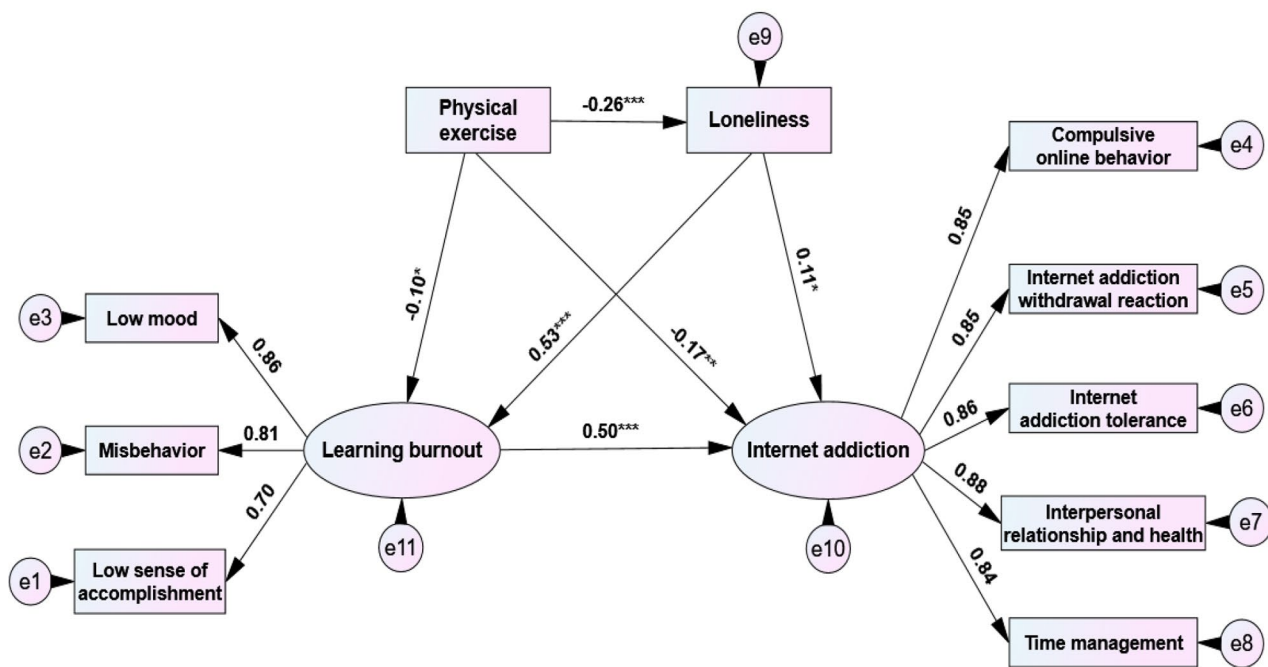 e9
Physical
exercise
-0.26***
Loneliness
Compulsive
online behavior
e4
0.85
Internet addiction
withdrawal reaction
e5
0.85
0.11*
-0.10*
e3
Low mood
0.86
0.53***
-0.17**
Internet
addiction tolerance
e6
0.86
e2
Misbehavior
0.81
Learning burnout
0.50***
Internet addiction
0.88
Interpersonal
relationship and health
e7
0.70
e11
e10
0.84
e1
Low sense of
accomplishment
Time management
e8